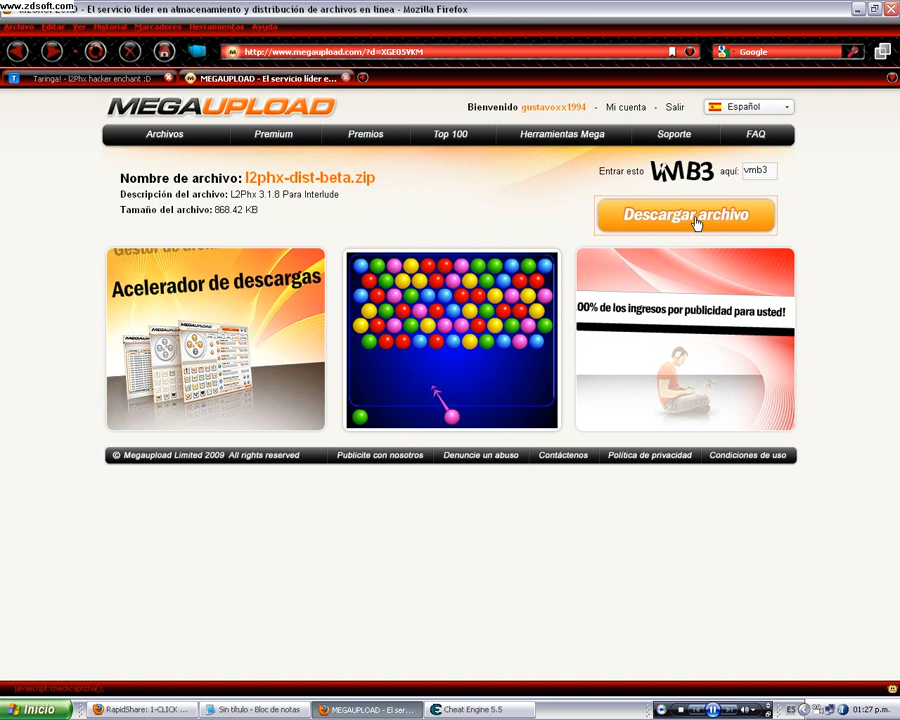 www.zdsoft.com
- El servicio líder en almacenamiento y distribución de archivos en línea - Mozilla Firefox
Archivo Editar Ver Historial Marcadores Herramientas Ayuda
http://www.megaupload.com/?d=XGE05VKM
Google
Taringa! - l2Phx hacker enchant :D
MEGAUPLOAD - El servicio líder e...
MEGAUPLOAD
Bienvenido gustavoxx1994 - Mi cuenta - Salir
Español
Archivos Premium Premios Top 100 Herramientas Mega Soporte FAQ
Nombre de archivo: l2phx-dist-beta.zip
Descripción del archivo: L2Phx 3.1.8 Para Interlude
Tamaño del archivo: 868.42 KB
Entrar esto VMB3 aquí: vmb3
Descargar archivo
Acelerador de descargas
MEGAUPLOAD
00% de los ingresos por publicidad para usted!
© Megaupload Limited 2009 All rights reserved Publicite con nosotros Denuncie un abuso Contáctenos Política de privacidad Condiciones de uso
javascript:checkcaptcha();
Inicio
RapidShare: 1-CLICK ...
Sin título - Bloc de notas
MEGAUPLOAD - El ser...
Cheat Engine 5.5
ES
01:27 p.m.